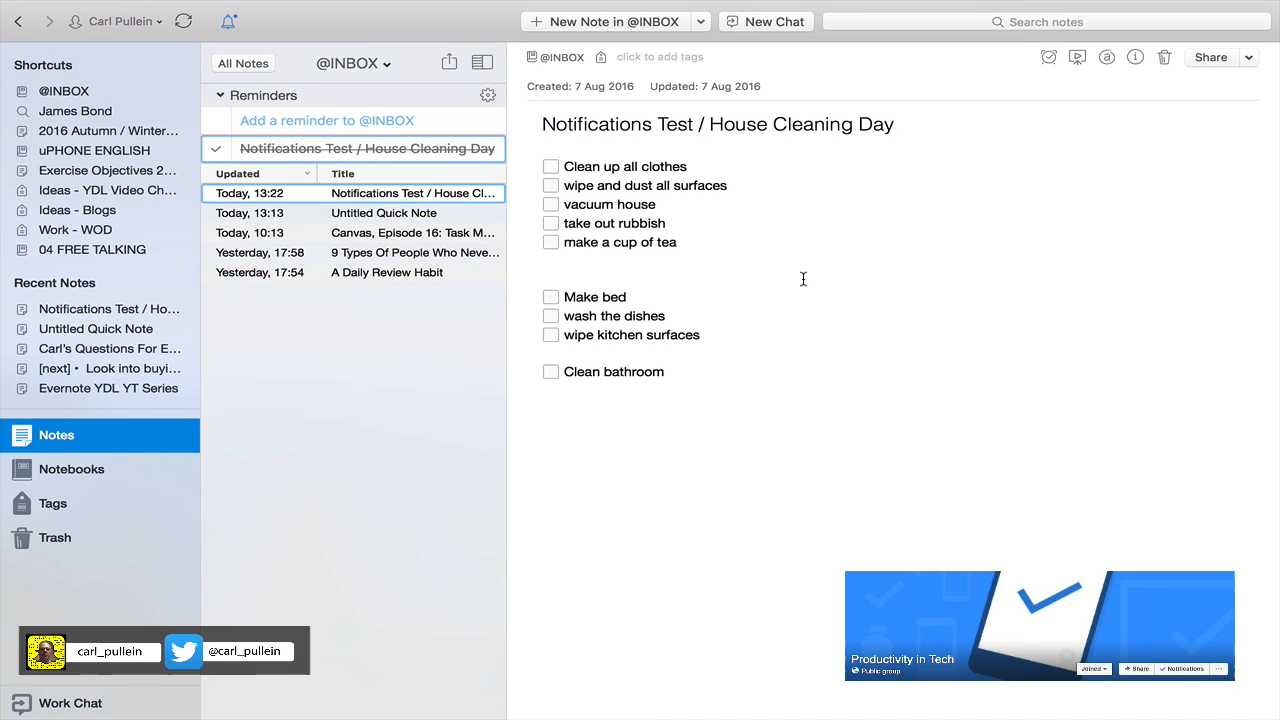 Carl Pullein
New Note in @INBOX
New Chat
Search notes
Shortcuts
@INBOX
James Bond
2016 Autumn / Winter...
uPHONE ENGLISH
Exercise Objectives 2...
Ideas - YDL Video Ch...
Ideas - Blogs
Work - WOD
04 FREE TALKING
Recent Notes
Notifications Test / Ho...
Untitled Quick Note
Carl's Questions For E...
[next] • Look into buyi...
Evernote YDL YT Series
Notes
Notebooks
Tags
Trash
carl_pullein
@carl_pullein
Work Chat
All Notes
@INBOX
Reminders
Add a reminder to @INBOX
Notifications Test / House Cleaning Day
Updated Title
Today, 13:22 Notifications Test / House Cl...
Today, 13:13 Untitled Quick Note
Today, 10:13 Canvas, Episode 16: Task M...
Yesterday, 17:58 9 Types Of People Who Neve...
Yesterday, 17:54 A Daily Review Habit
@INBOX click to add tags
Share
Created: 7 Aug 2016 Updated: 7 Aug 2016
Notifications Test / House Cleaning Day
Clean up all clothes
wipe and dust all surfaces
vacuum house
take out rubbish
make a cup of tea
Make bed
wash the dishes
wipe kitchen surfaces
Clean bathroom
Productivity in Tech
Public group
Joined
Share
Notifications
...